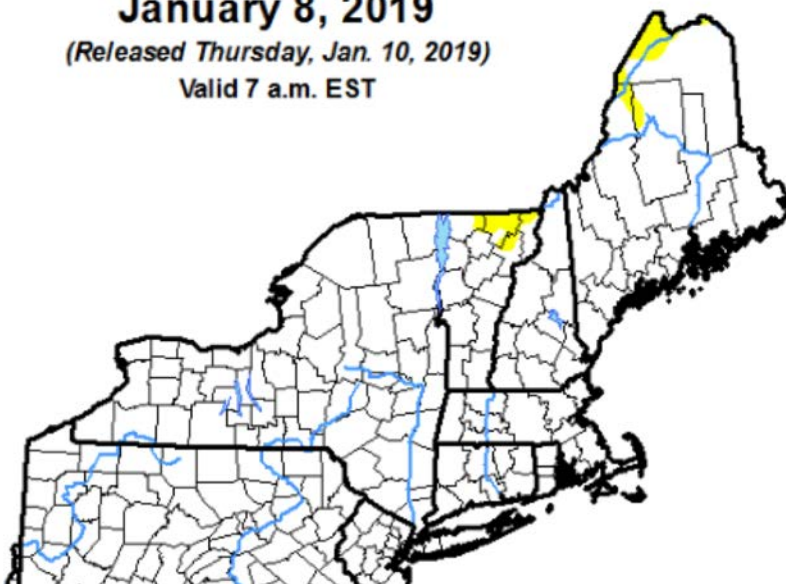 January 8, 2019
(Released Thursday, Jan. 10, 2019)
Valid 7 a.m. EST